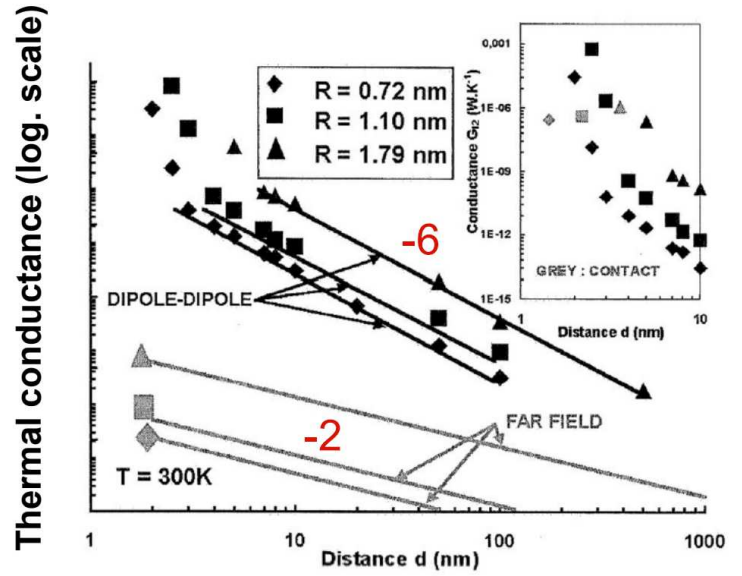 Thermal conductance (log. scale)
R = 0.72 nm
R = 1.10 nm
R = 1.79 nm
-6
DIPOLE-DIPOLE
-2
FAR FIELD
T = 300K
1
10
100
1000
Distance d (nm)
Conductance G12 (W.K-1)
0,001
1E-06
1E-09
1E-12
1E-15
GREY : CONTACT
1
10
Distance d (nm)